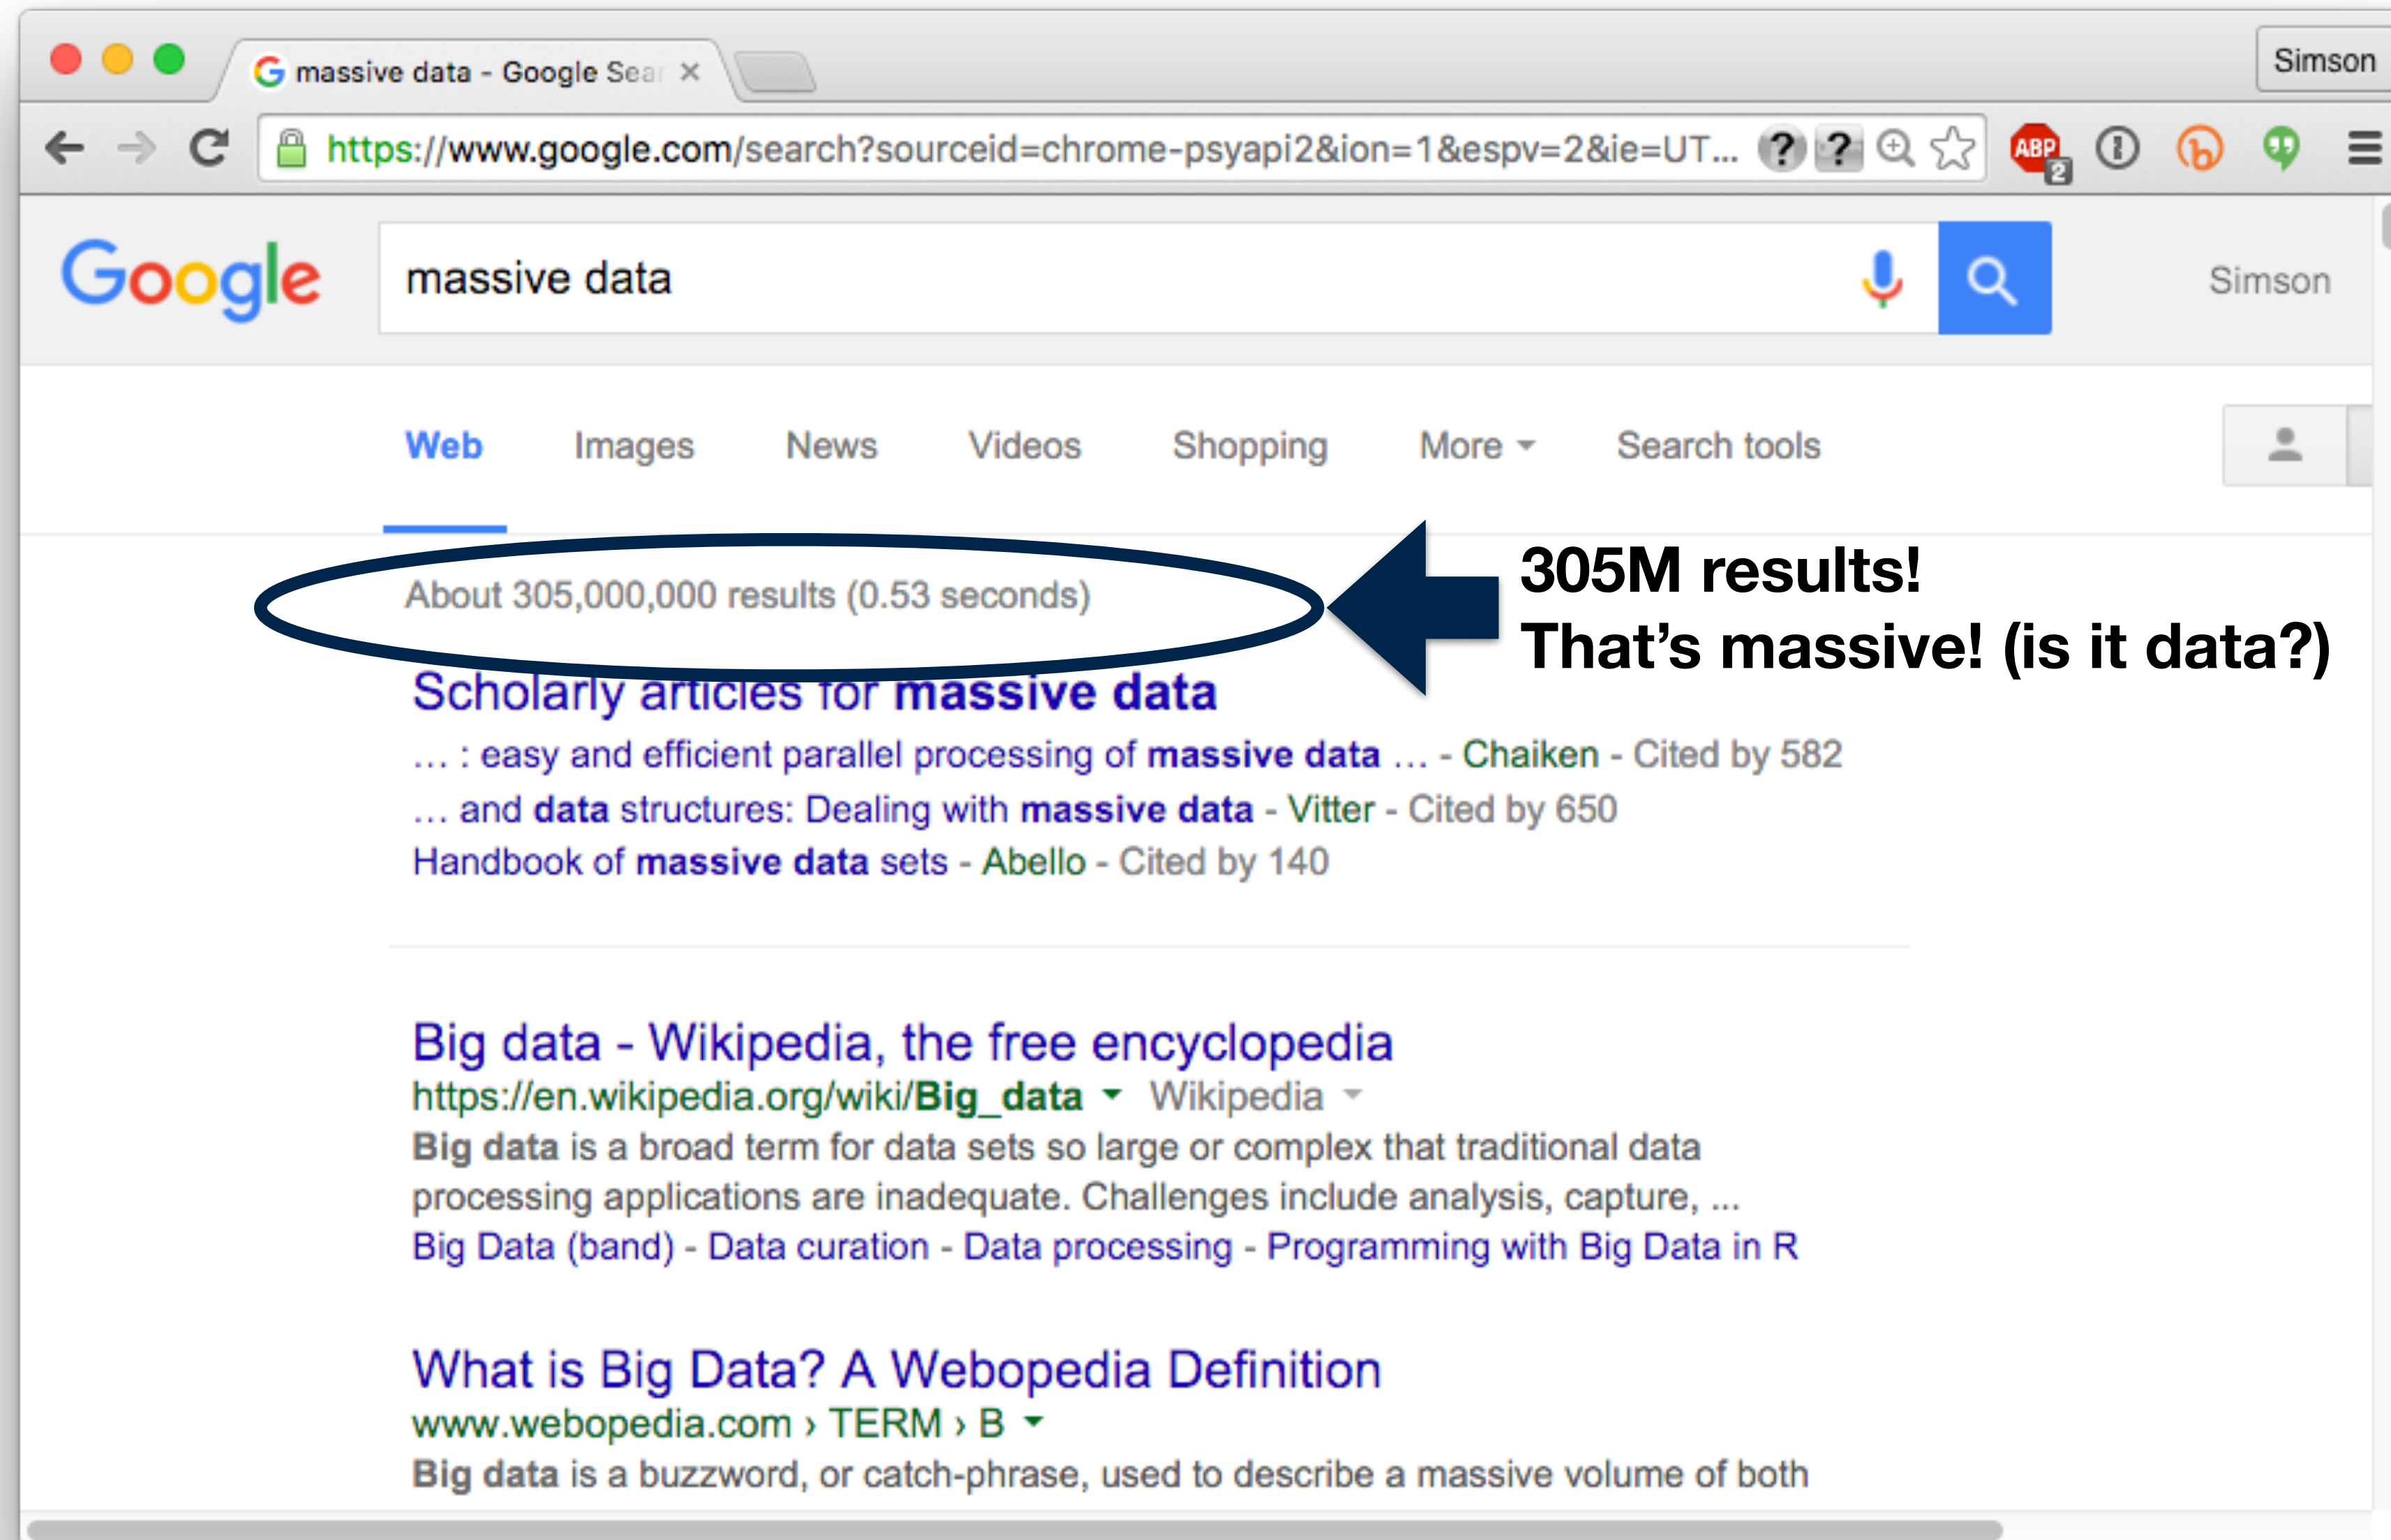 massive data - Google Sear
Simson
https://www.google.com/search?sourceid=chrome-psyapi2&ion=1&espv=2&ie=UT...
? ? ABP 2
Google
massive data
Simson
Web Images News Videos Shopping More Search tools
About 305,000,000 results (0.53 seconds)
305M results!
That’s massive! (is it data?)
Scholarly articles for massive data
... : easy and efficient parallel processing of massive data ... - Chaiken - Cited by 582
... and data structures: Dealing with massive data - Vitter - Cited by 650
Handbook of massive data sets - Abello - Cited by 140
Big data - Wikipedia, the free encyclopedia
https://en.wikipedia.org/wiki/Big_data Wikipedia
Big data is a broad term for data sets so large or complex that traditional data
processing applications are inadequate. Challenges include analysis, capture, ...
Big Data (band) - Data curation - Data processing - Programming with Big Data in R
What is Big Data? A Webopedia Definition
www.webopedia.com › TERM › B
Big data is a buzzword, or catch-phrase, used to describe a massive volume of both